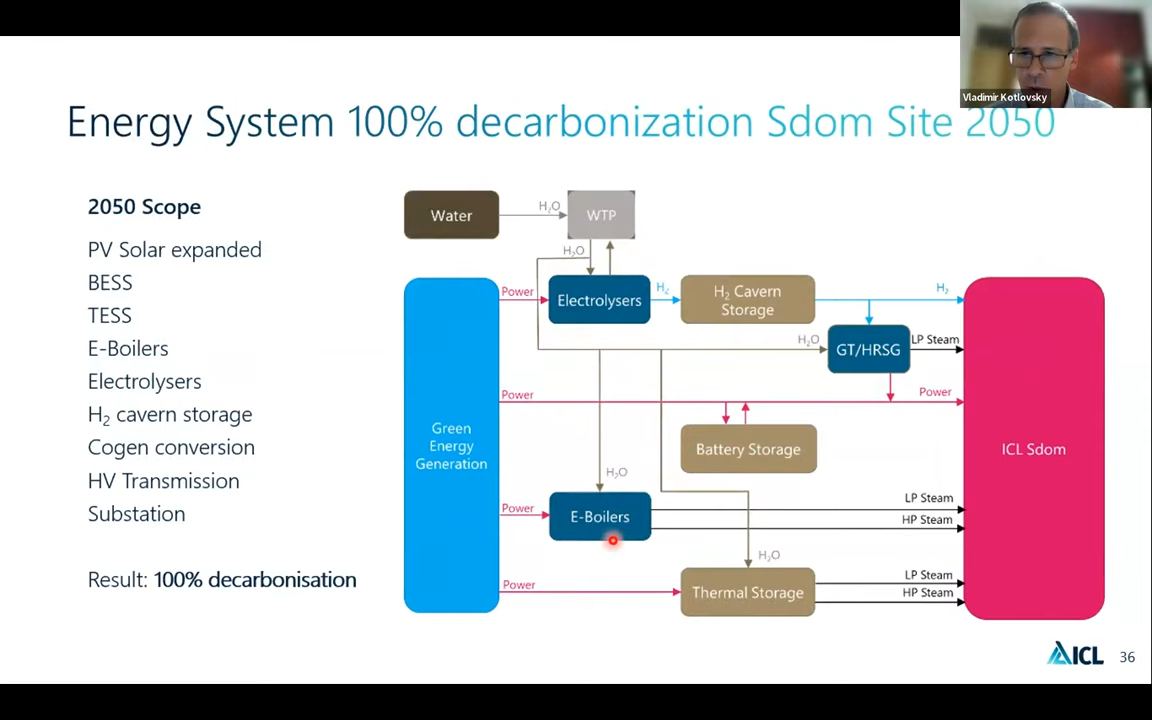 Vladimir Kotlovsky
Energy System 100% decarbonization Sdom Site 2050
2050 Scope
PV Solar expanded
BESS
TESS
E-Boilers
Electrolysers
H₂ cavern storage
Cogen conversion
HV Transmission
Substation
Result: 100% decarbonisation
Water
H₂O
WTP
H₂O
Power
Electrolysers
H₂
H₂ Cavern
Storage
H₂
H₂O
GT/HRSG
LP Steam
Power
Power
Green
Energy
Generation
Battery Storage
ICL Sdom
H₂O
Power
E-Boilers
LP Steam
HP Steam
H₂O
Power
Thermal Storage
LP Steam
HP Steam
ICL
36